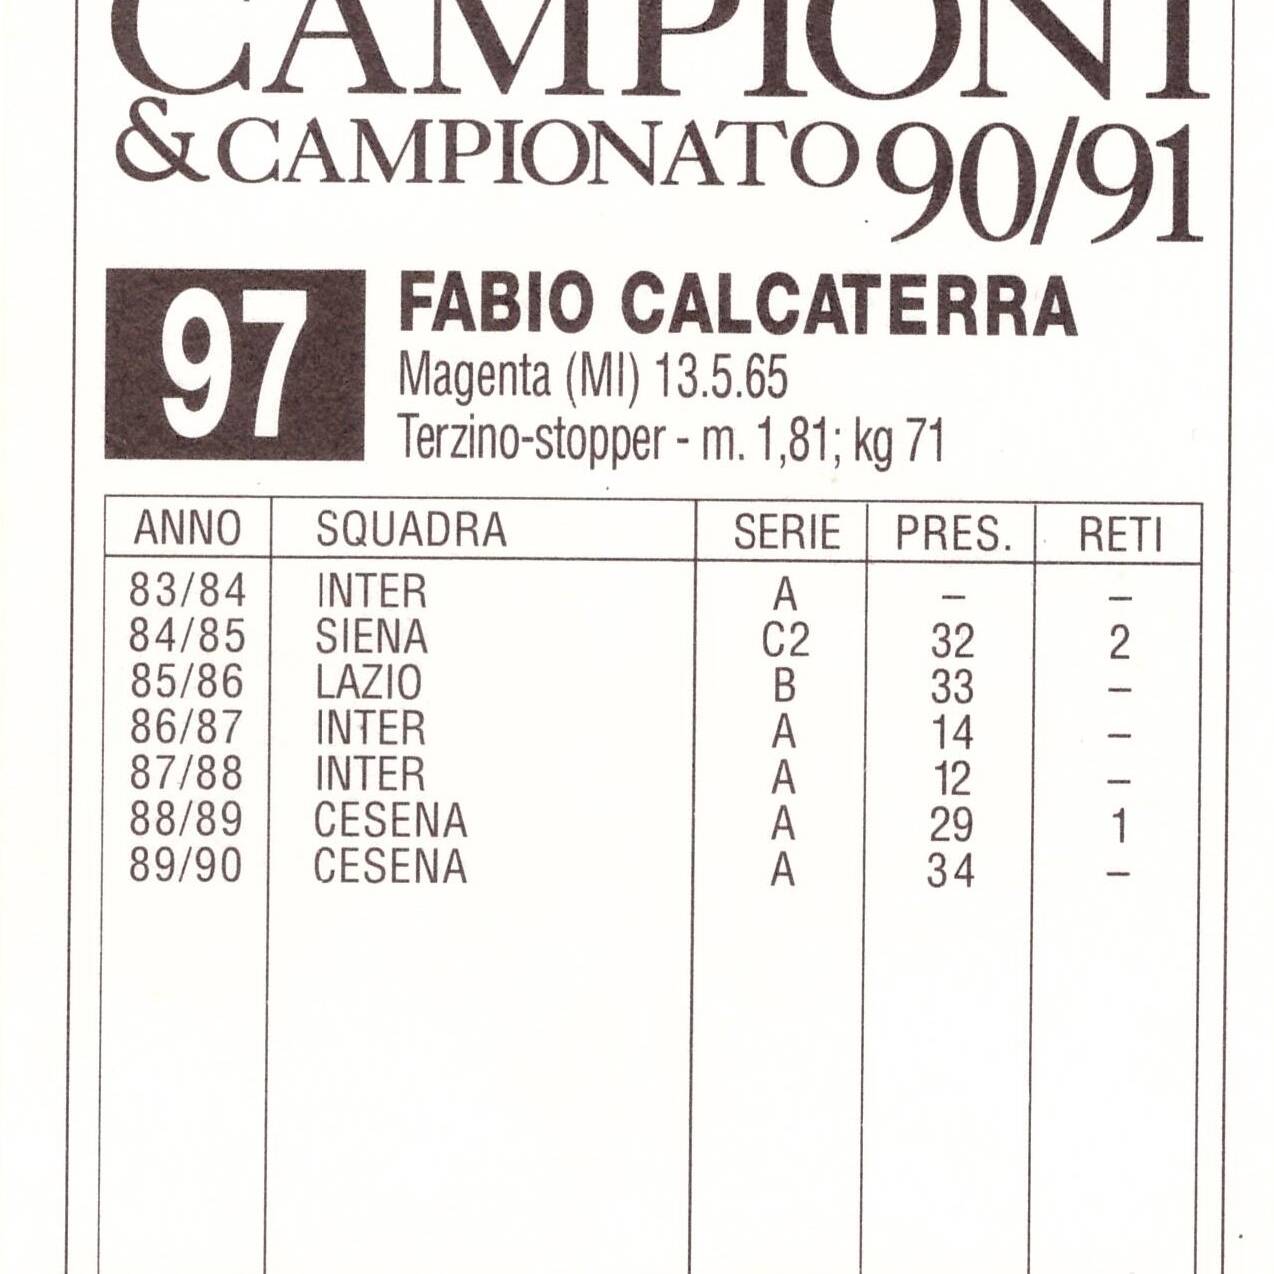 CAMPIONI
& CAMPIONATO 90/91
97
FABIO CALCATERRA
Magenta (MI) 13.5.65
Terzino-stopper - m. 1,81; kg 71
ANNO SQUADRA SERIE PRES. RETI
83/84 INTER A – –
84/85 SIENA C2 32 2
85/86 LAZIO B 33 –
86/87 INTER A 14 –
87/88 INTER A 12 –
88/89 CESENA A 29 1
89/90 CESENA A 34 –